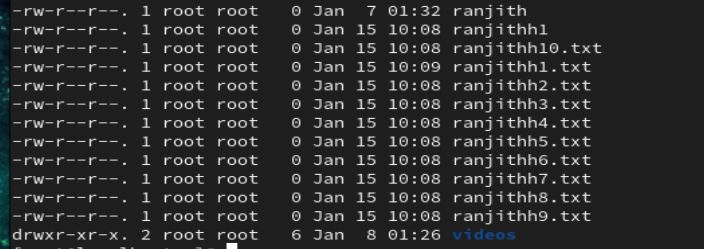 -rw-r--r--. 1 root root   0 Jan  7 01:32 ranjith
-rw-r--r--. 1 root root   0 Jan 15 10:08 ranjithh1
-rw-r--r--. 1 root root   0 Jan 15 10:08 ranjithh10.txt
-rw-r--r--. 1 root root   0 Jan 15 10:09 ranjithh1.txt
-rw-r--r--. 1 root root   0 Jan 15 10:08 ranjithh2.txt
-rw-r--r--. 1 root root   0 Jan 15 10:08 ranjithh3.txt
-rw-r--r--. 1 root root   0 Jan 15 10:08 ranjithh4.txt
-rw-r--r--. 1 root root   0 Jan 15 10:08 ranjithh5.txt
-rw-r--r--. 1 root root   0 Jan 15 10:08 ranjithh6.txt
-rw-r--r--. 1 root root   0 Jan 15 10:08 ranjithh7.txt
-rw-r--r--. 1 root root   0 Jan 15 10:08 ranjithh8.txt
-rw-r--r--. 1 root root   0 Jan 15 10:08 ranjithh9.txt
drwxr-xr-x. 2 root root   6 Jan  8 01:26 videos